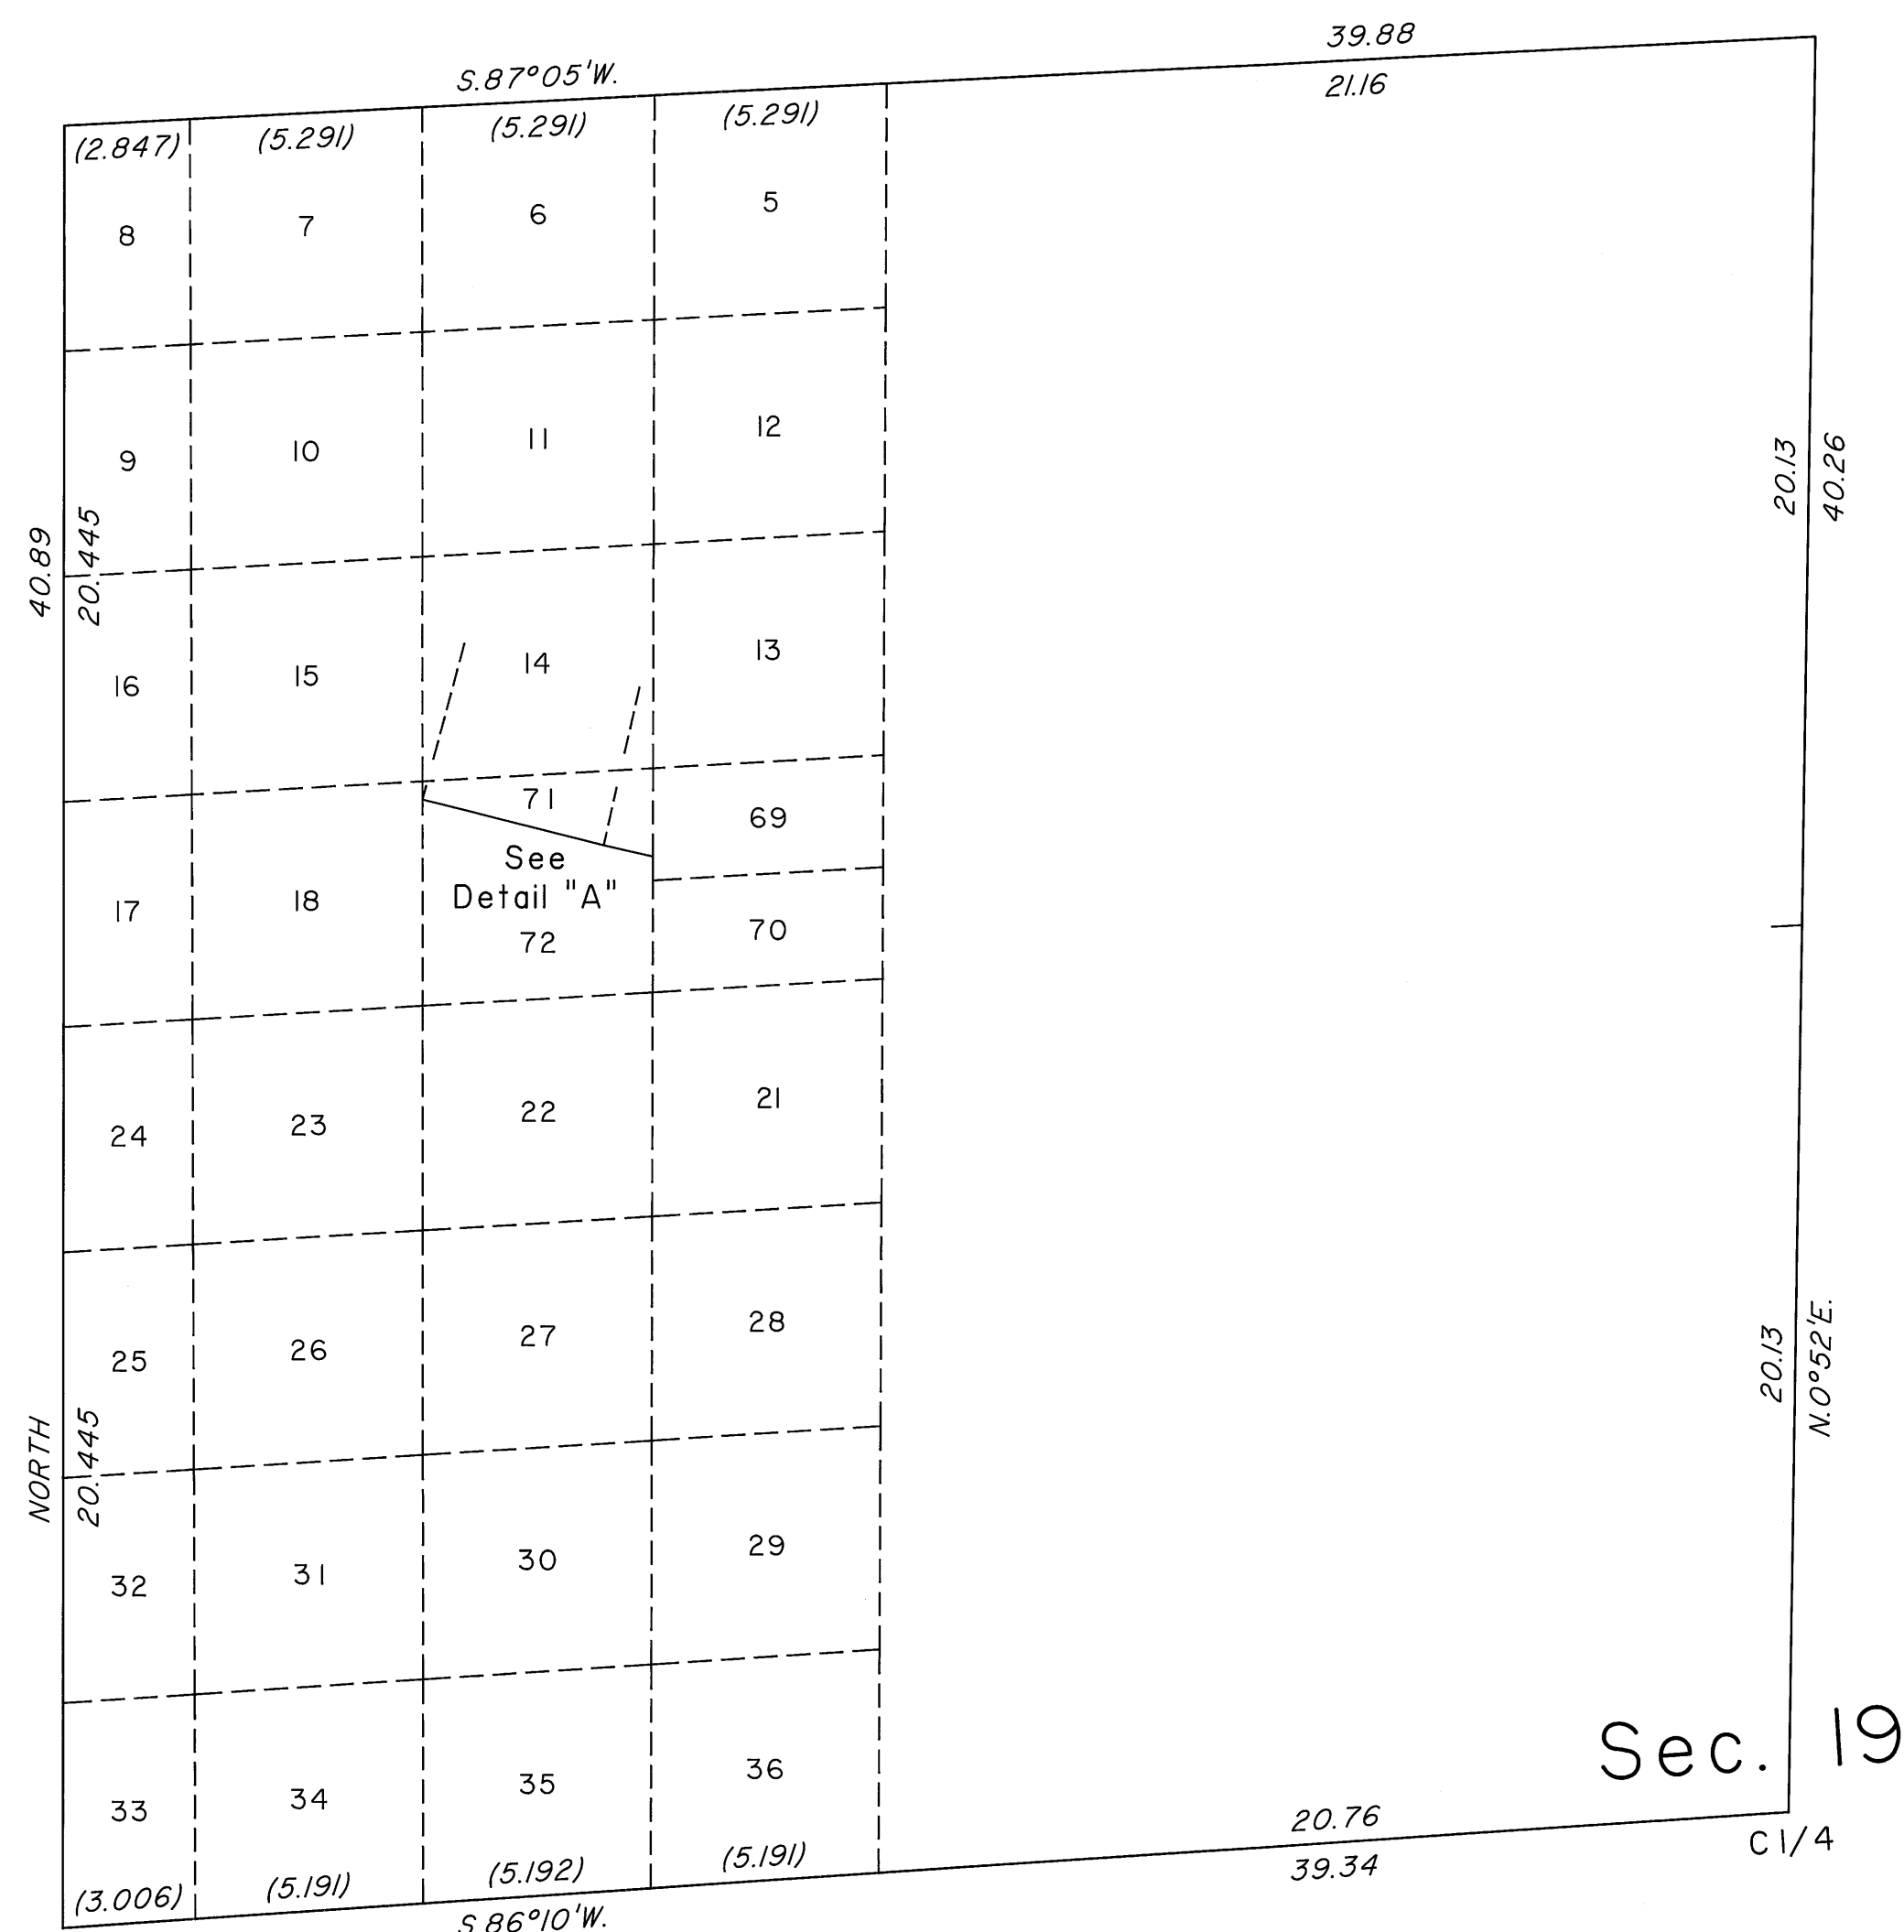 39.88
S.87°05'W.
21.16
(2.847) (5.291) (5.291) (5.291)
8 7 6 5
9 10 11 12
40.89
20.445
20.13
40.26
16 15 14 13
71
69
See
Detail "A"
17 18 72 70
24 23 22 21
25 26 27 28
NORTH
20.445
20.13
N.0°52'E.
32 31 30 29
33 34 35 36
Sec. 19
20.76
C 1/4
39.34
(3.006) (5.191) (5.192) (5.191)
S 86°10'W.